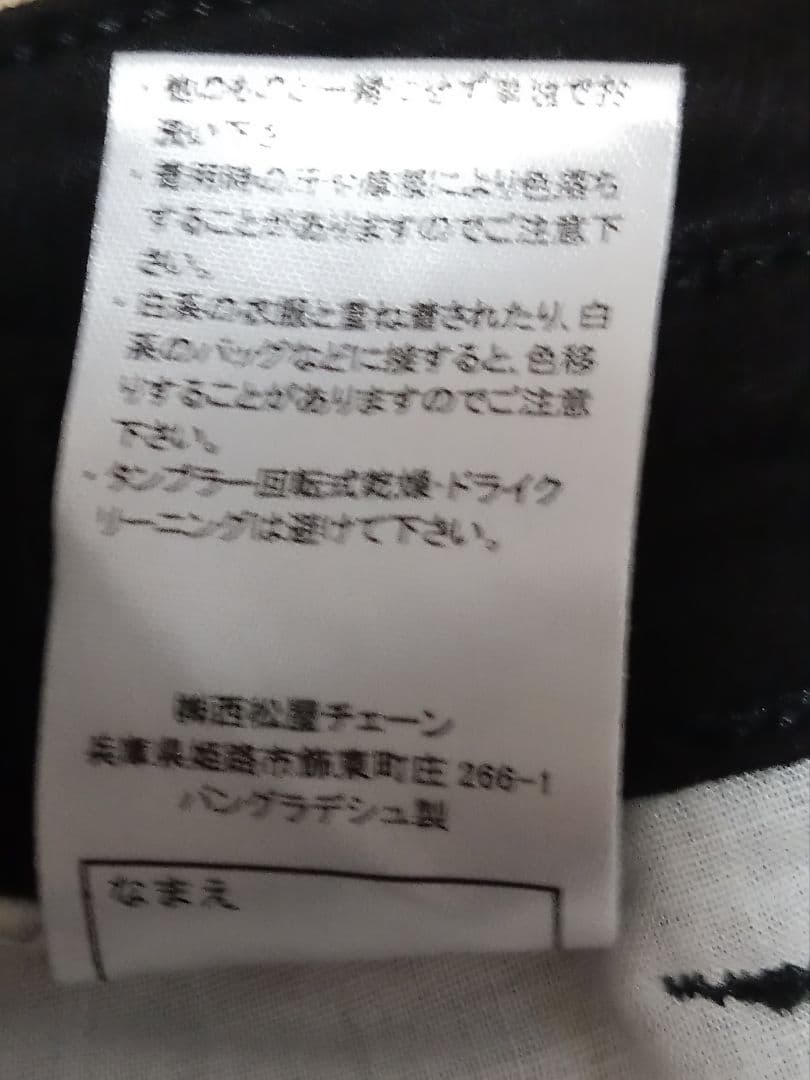 ・他のものと一緒にせず単独でお
洗い下さ
・着用時の汗や摩擦により色落ち
することがありますのでご注意下
さい。
・白系の衣服と重ね着されたり、白
系のバッグなどに接すると、色移
りすることがありますのでご注意
下さい。
・タンブラー回転式乾燥・ドライク
リーニングは避けて下さい。
㈱西松屋チェーン
兵庫県姫路市飾東町庄 266-1
バングラデシュ製
なまえ